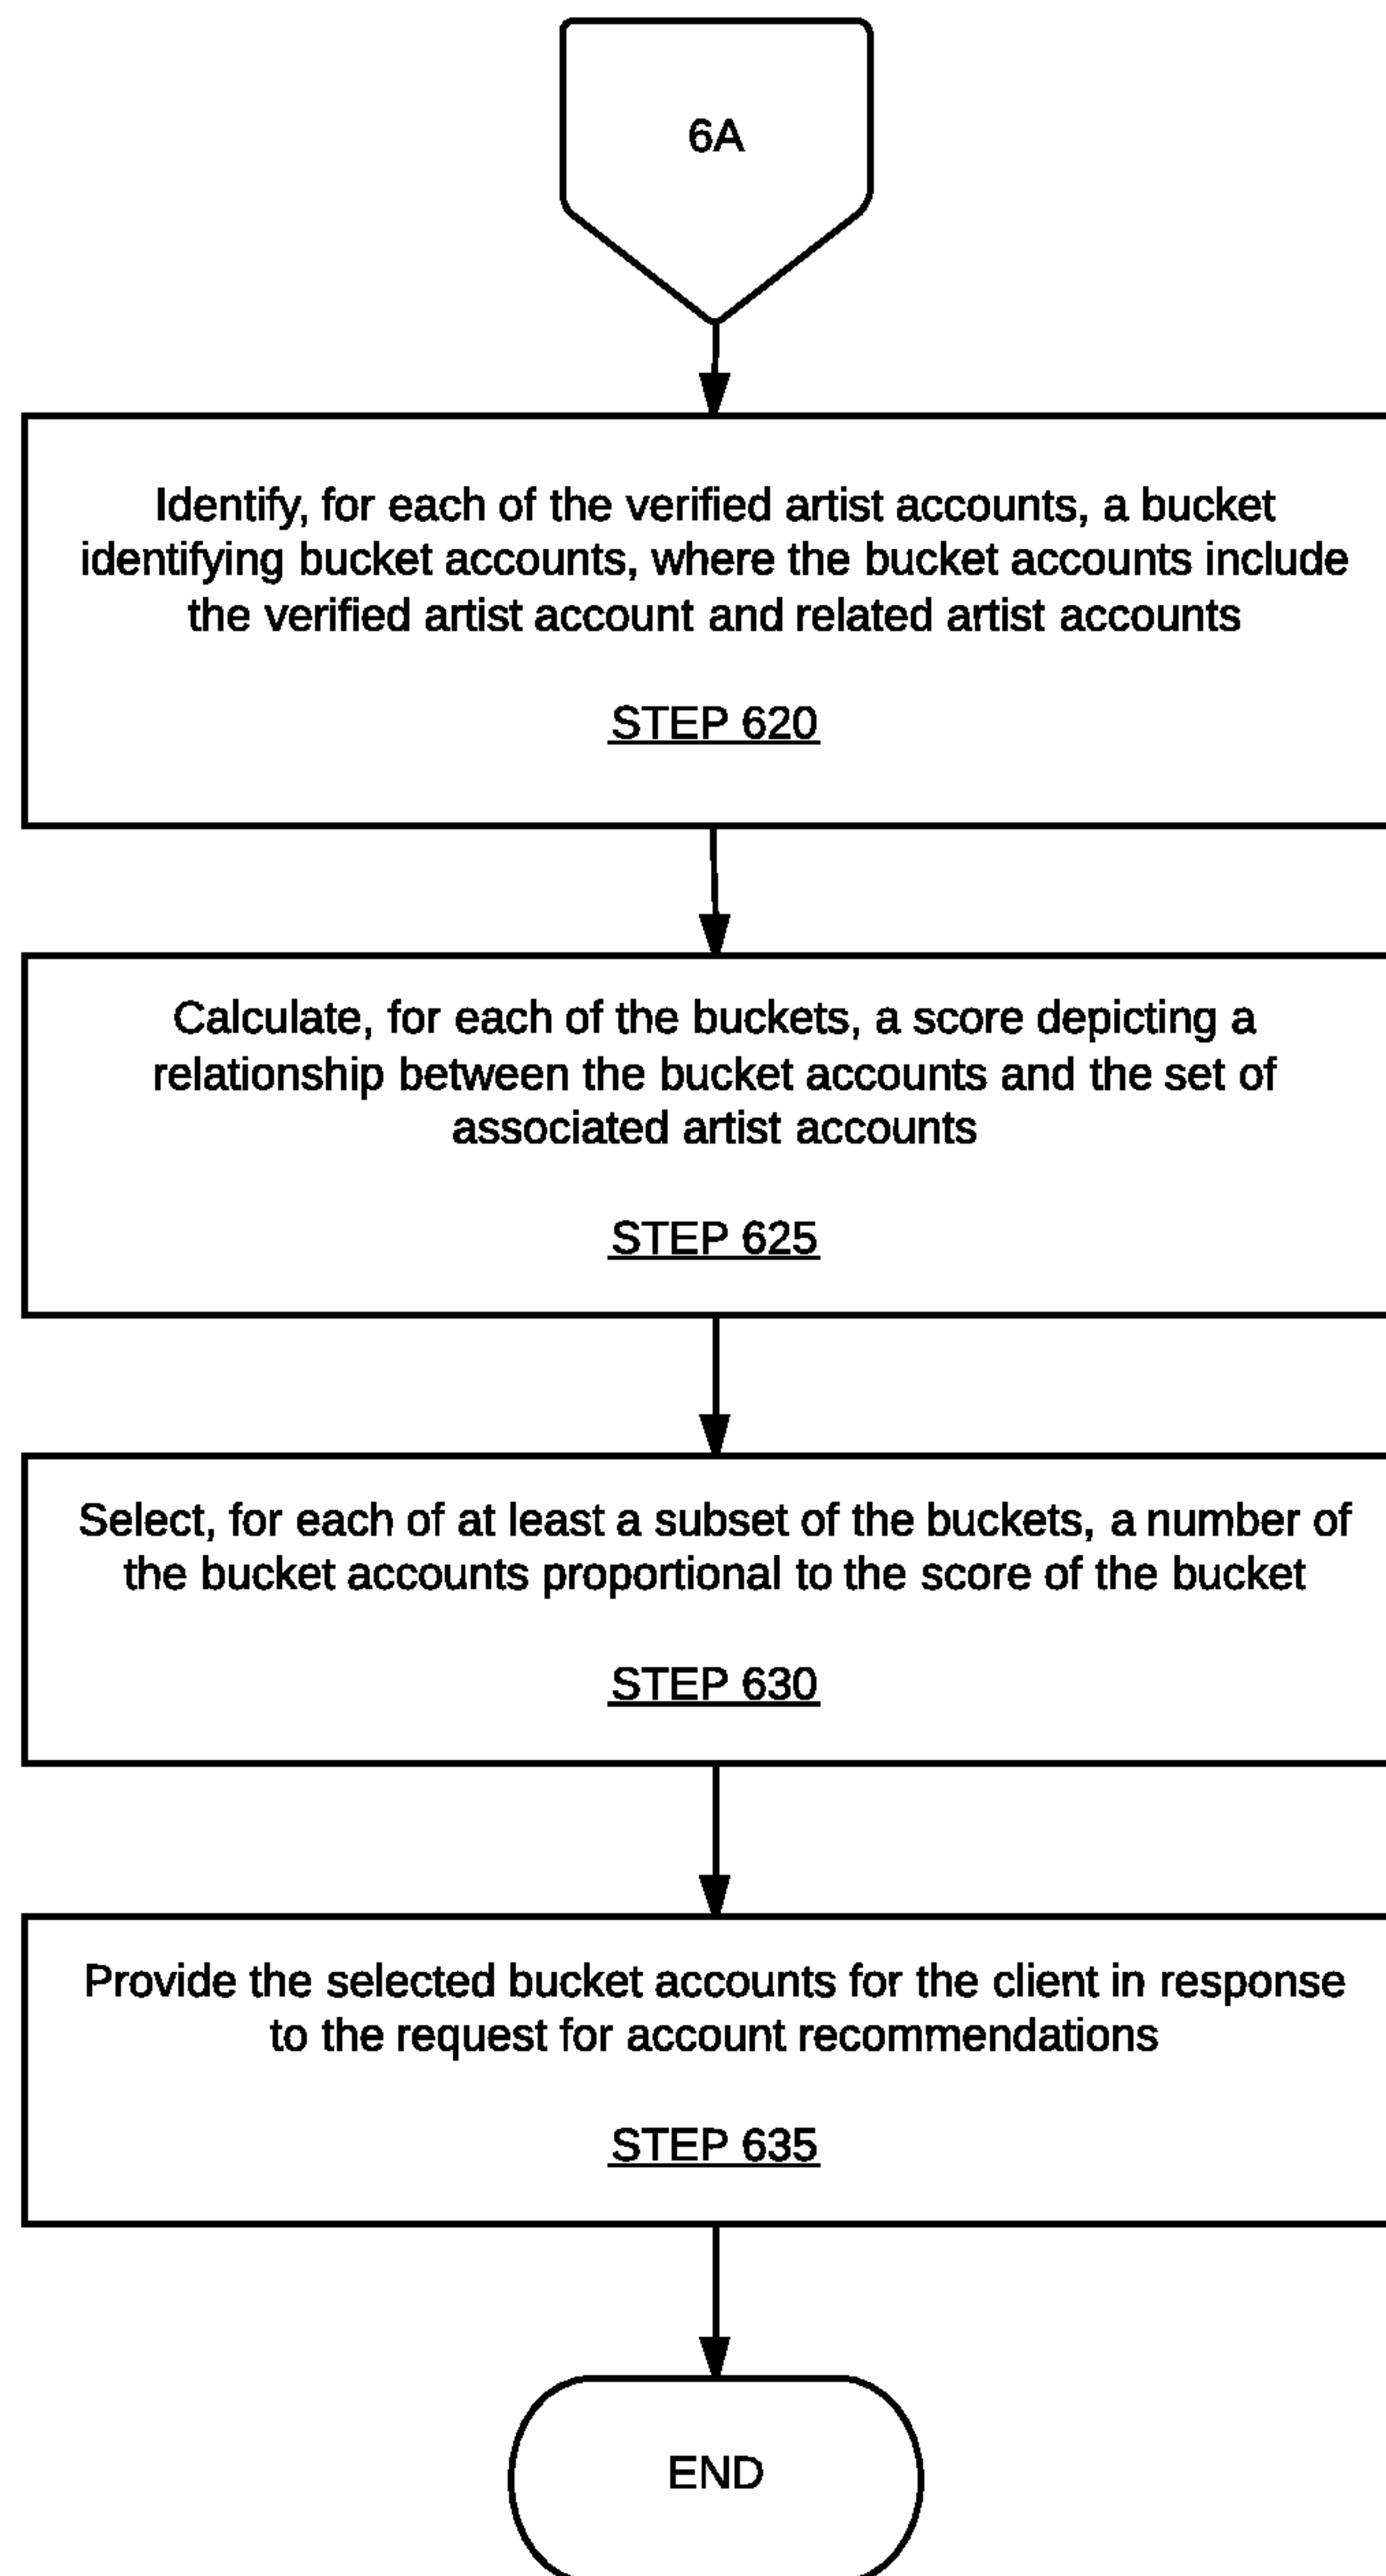 6A
Identify, for each of the verified artist accounts, a bucket
identifying bucket accounts, where the bucket accounts include
the verified artist account and related artist accounts
STEP 620
Calculate, for each of the buckets, a score depicting a
relationship between the bucket accounts and the set of
associated artist accounts
STEP 625
Select, for each of at least a subset of the buckets, a number of
the bucket accounts proportional to the score of the bucket
STEP 630
Provide the selected bucket accounts for the client in response
to the request for account recommendations
STEP 635
END